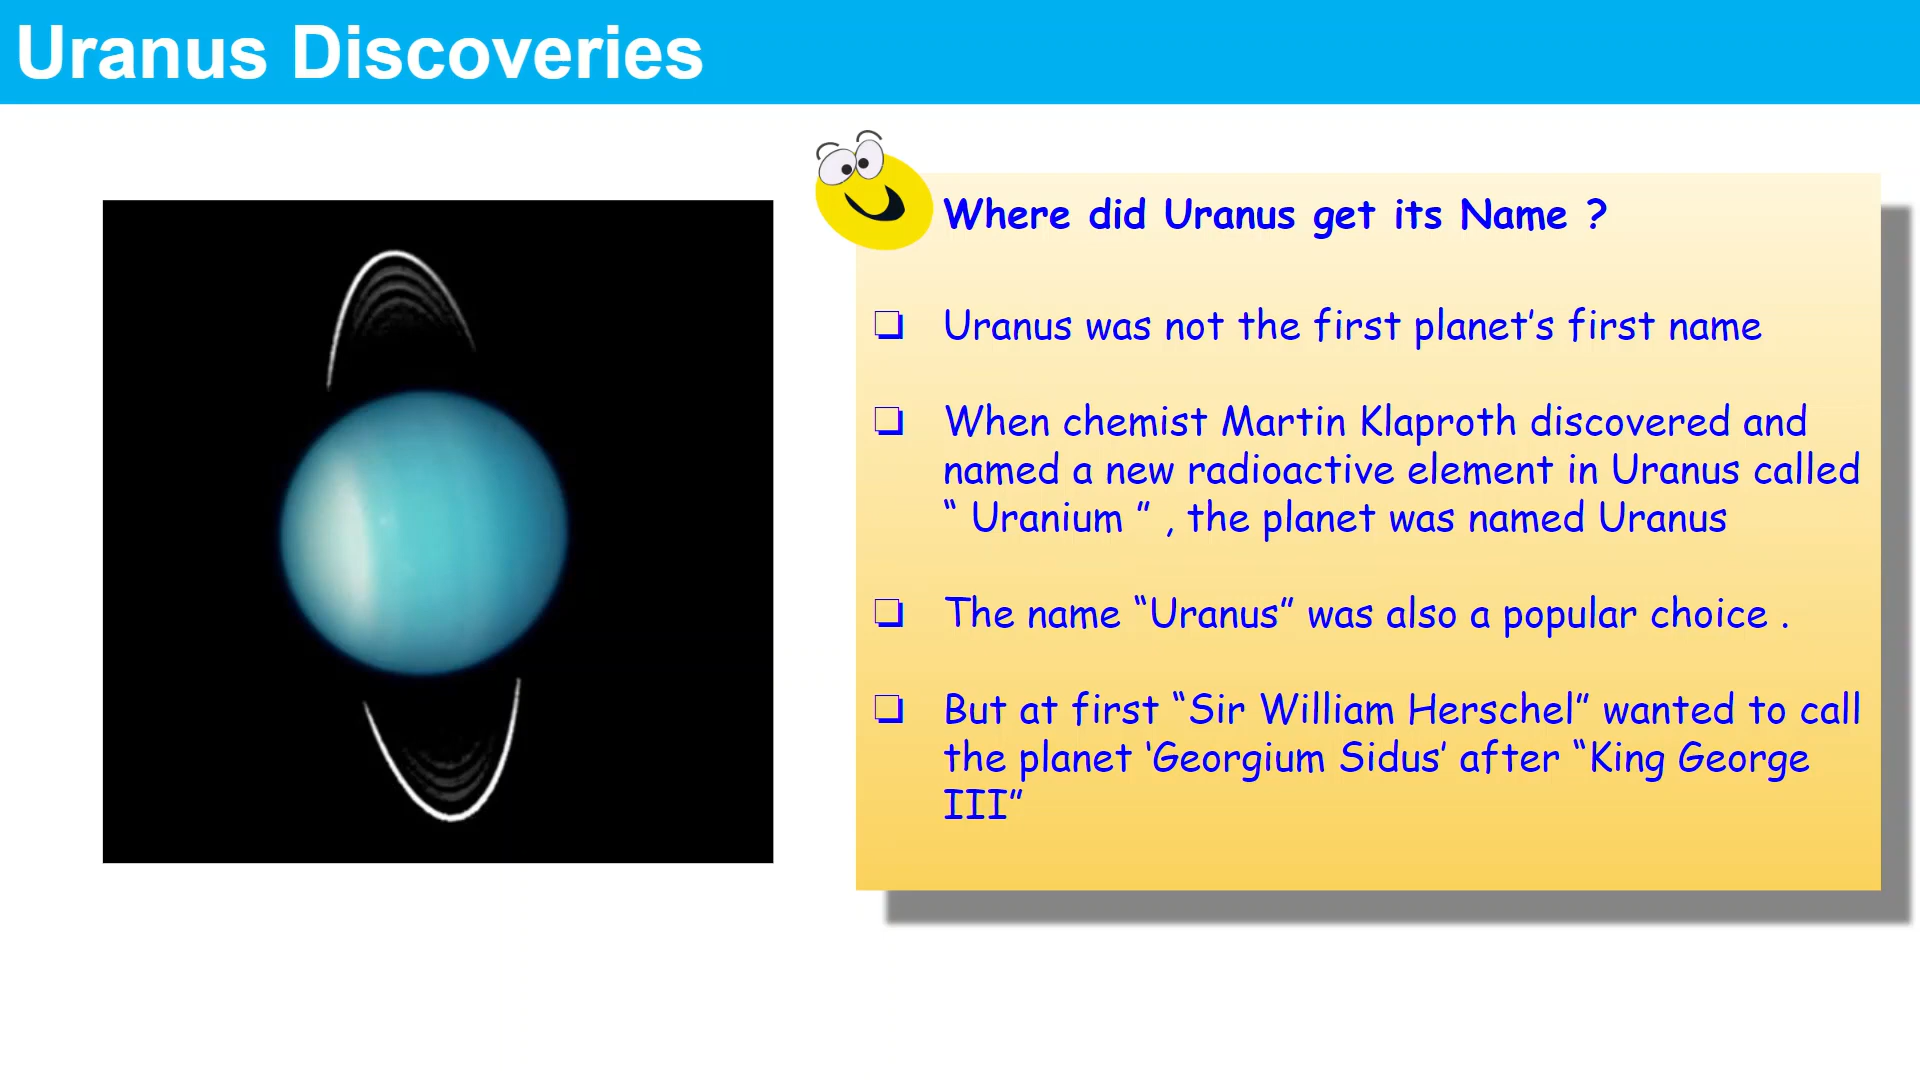 Uranus Discoveries
Where did Uranus get its Name ?
❏ Uranus was not the first planet’s first name
❏ When chemist Martin Klaproth discovered and
named a new radioactive element in Uranus called
“ Uranium ” , the planet was named Uranus
❏ The name “Uranus” was also a popular choice .
❏ But at first “Sir William Herschel” wanted to call
the planet ‘Georgium Sidus’ after “King George
III”